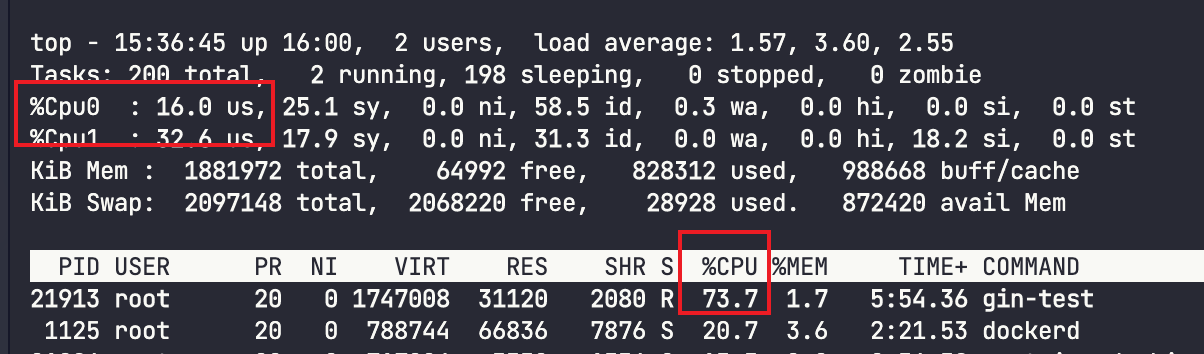 top - 15:36:45 up 16:00,  2 users,  load average: 1.57, 3.60, 2.55
Tasks: 200 total,   2 running, 198 sleeping,   0 stopped,   0 zombie
%Cpu0  : 16.0 us, 25.1 sy,  0.0 ni, 58.5 id,  0.3 wa,  0.0 hi,  0.0 si,  0.0 st
%Cpu1  : 32.6 us, 17.9 sy,  0.0 ni, 31.3 id,  0.0 wa,  0.0 hi, 18.2 si,  0.0 st
KiB Mem :  1881972 total,    64992 free,   828312 used,   988668 buff/cache
KiB Swap:  2097148 total,  2068220 free,    28928 used.   872420 avail Mem
PID USER      PR  NI    VIRT    RES    SHR S  %CPU %MEM     TIME+ COMMAND
21913 root      20   0 1747008  31120   2080 R  73.7  1.7   5:54.36 gin-test
1125 root      20   0  788744  66836   7876 S  20.7  3.6   2:21.53 dockerd